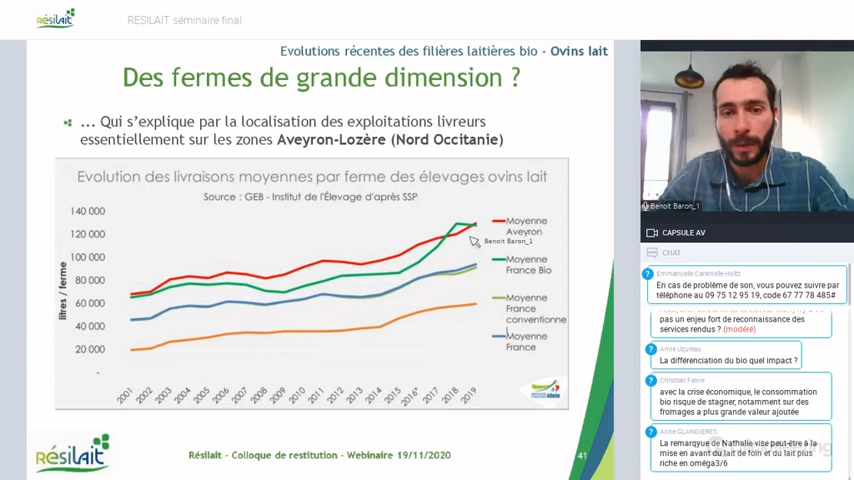 Résilait
RESILAIT séminaire final
Evolutions récentes des filières laitières bio - Ovins lait
Des fermes de grande dimension ?
... Qui s'explique par la localisation des exploitations livreurs
essentiellement sur les zones Aveyron-Lozère (Nord Occitanie)
Evolution des livraisons moyennes par ferme des élevages ovins lait
Source : GEB - Institut de l'Élevage d'après SSP
litres / ferme
140 000
120 000
100 000
80 000
60 000
40 000
20 000
-
2001 2002 2003 2004 2005 2006 2007 2008 2009 2010 2011 2012 2013 2014 2015 2016* 2017 2018 2019
Moyenne
Aveyron
Benoit Baron_1
Moyenne
France Bio
Moyenne
France
conventionne
l
Moyenne
France
idele
Résilait
Résilait - Colloque de restitution - Webinaire 19/11/2020
41
Benoit Baron_1
CAPSULE AV
CHAT
Emmanuelle Caramelle-Holtz
En cas de problème de son, vous pouvez suivre par
téléphone au 09 75 12 95 19, code 67 77 78 485#
pas un enjeu fort de reconnaissance des
services rendus ? (modéré)
Anne Uzureau
La différenciation du bio quel impact ?
Christian Faivre
avec la crise économique, le consommation
bio risque de stagner, notamment sur des
fromages a plus grande valeur ajoutée
Anne GLANDIERES
La remarqye de Nathalie vise peut-être à la
mise en avant du lait de foin et du lait plus
riche en oméga3/6